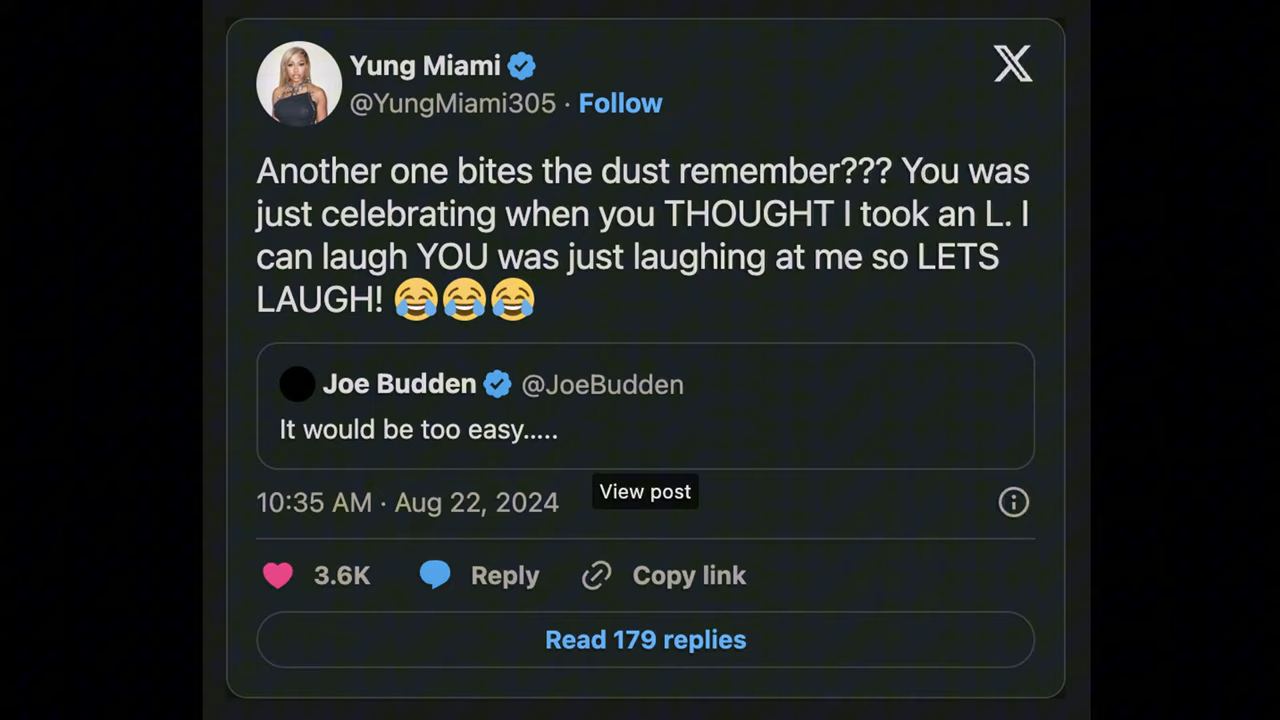 Yung Miami
@YungMiami305 · Follow
Another one bites the dust remember??? You was
just celebrating when you THOUGHT I took an L. I
can laugh YOU was just laughing at me so LETS
LAUGH! 😂😂😂
Joe Budden @JoeBudden
It would be too easy.....
View post
10:35 AM · Aug 22, 2024
3.6K Reply Copy link
Read 179 replies